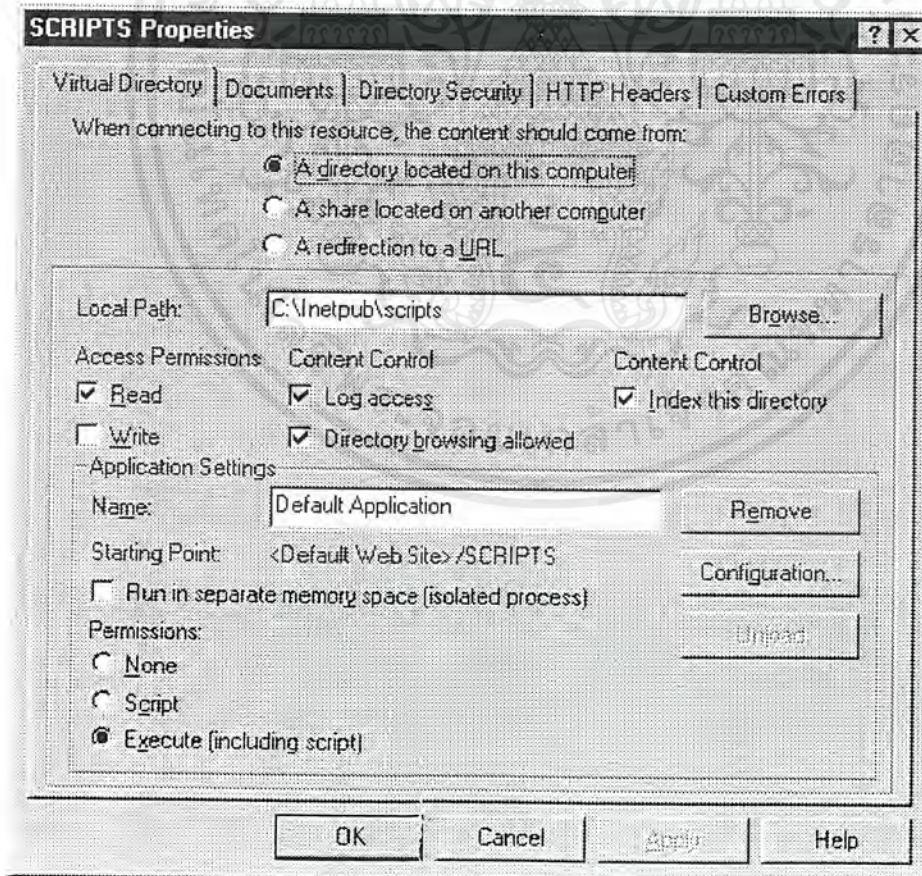 SCRIPTS Properties
Virtual Directory Documents Directory Security HTTP Headers Custom Errors
When connecting to this resource, the content should come from:
A directory located on this computer
A share located on another computer
A redirection to a URL
Local Path: C:\Inetpub\scripts Browse...
Access Permissions Content Control Content Control
Read Log access Index this directory
Write Directory browsing allowed
Application Settings
Name: Default Application Remove
Starting Point: <Default Web Site>/SCRIPTS
Configuration...
Run in separate memory space (isolated process)
Permissions: Unload
None
Script
Execute (including script)
OK Cancel Apply Help